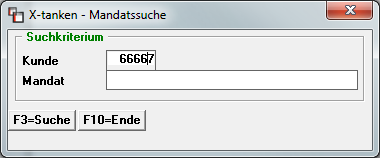 X-tanken - Mandatssuche
Suchkriterium
Kunde 66667
Mandat
F3=Suche F10=Ende